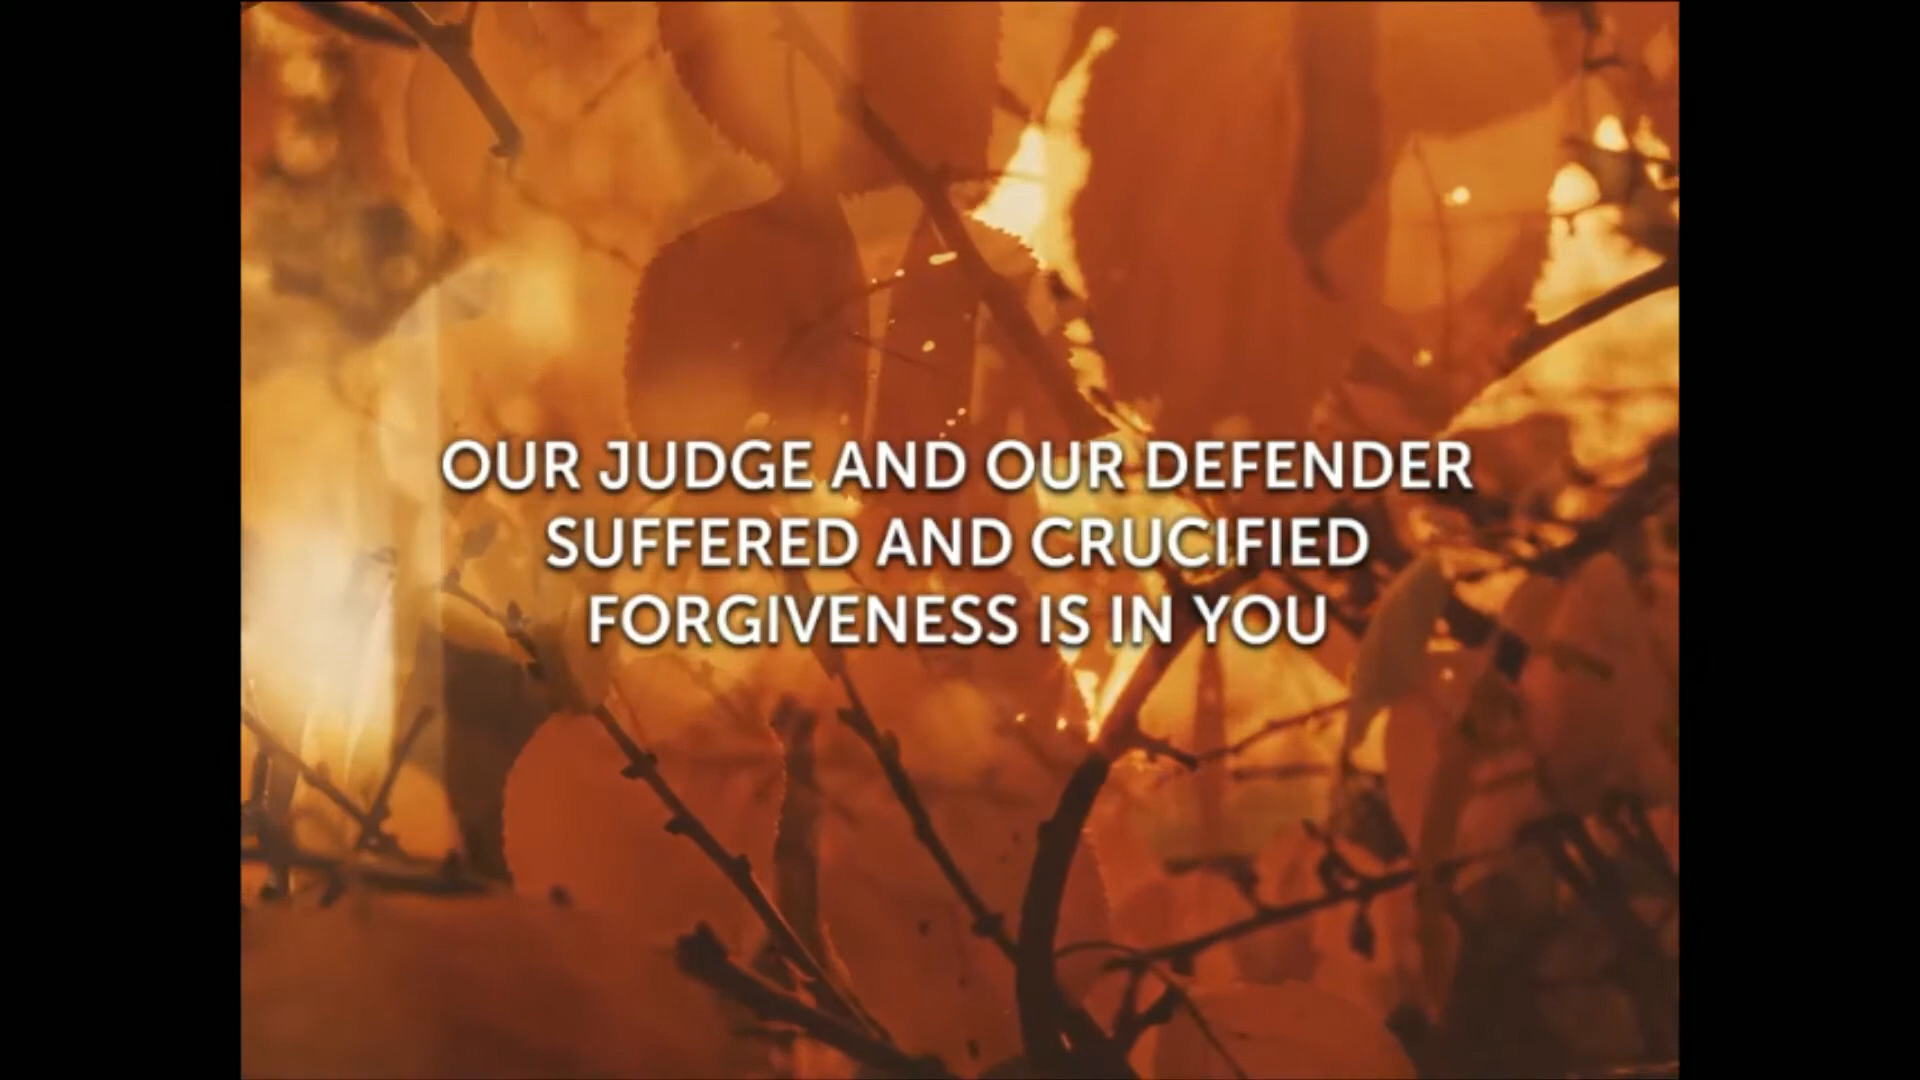 OUR JUDGE AND OUR DEFENDER
SUFFERED AND CRUCIFIED
FORGIVENESS IS IN YOU